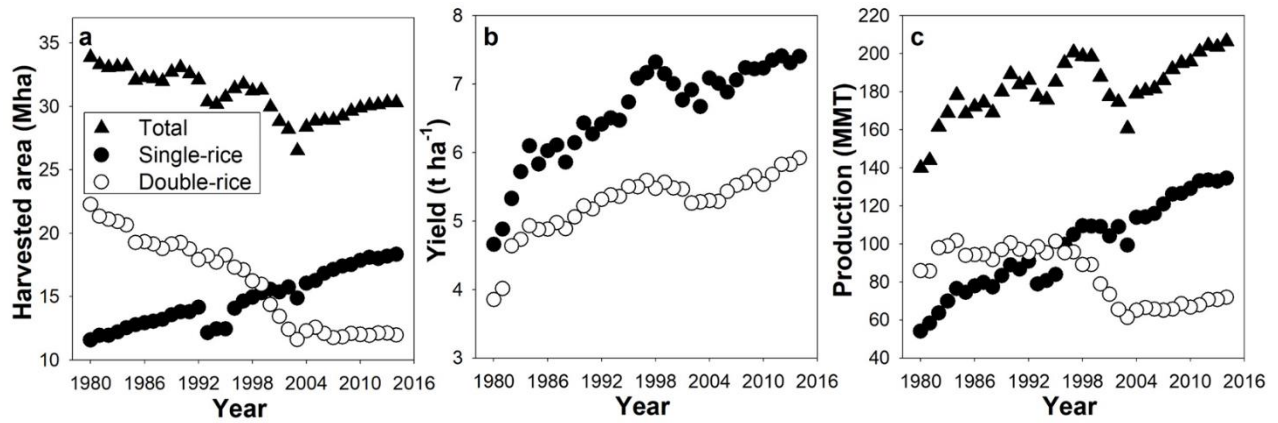 a
Harvested area (Mha)
35
30
25
20
15
10
Total
Single-rice
Double-rice
1980 1986 1992 1998 2004 2010 2016
Year
b
Yield (t ha-1)
8
7
6
5
4
3
1980 1986 1992 1998 2004 2010 2016
Year
c
Production (MMT)
220
200
180
160
140
120
100
80
60
40
1980 1986 1992 1998 2004 2010 2016
Year